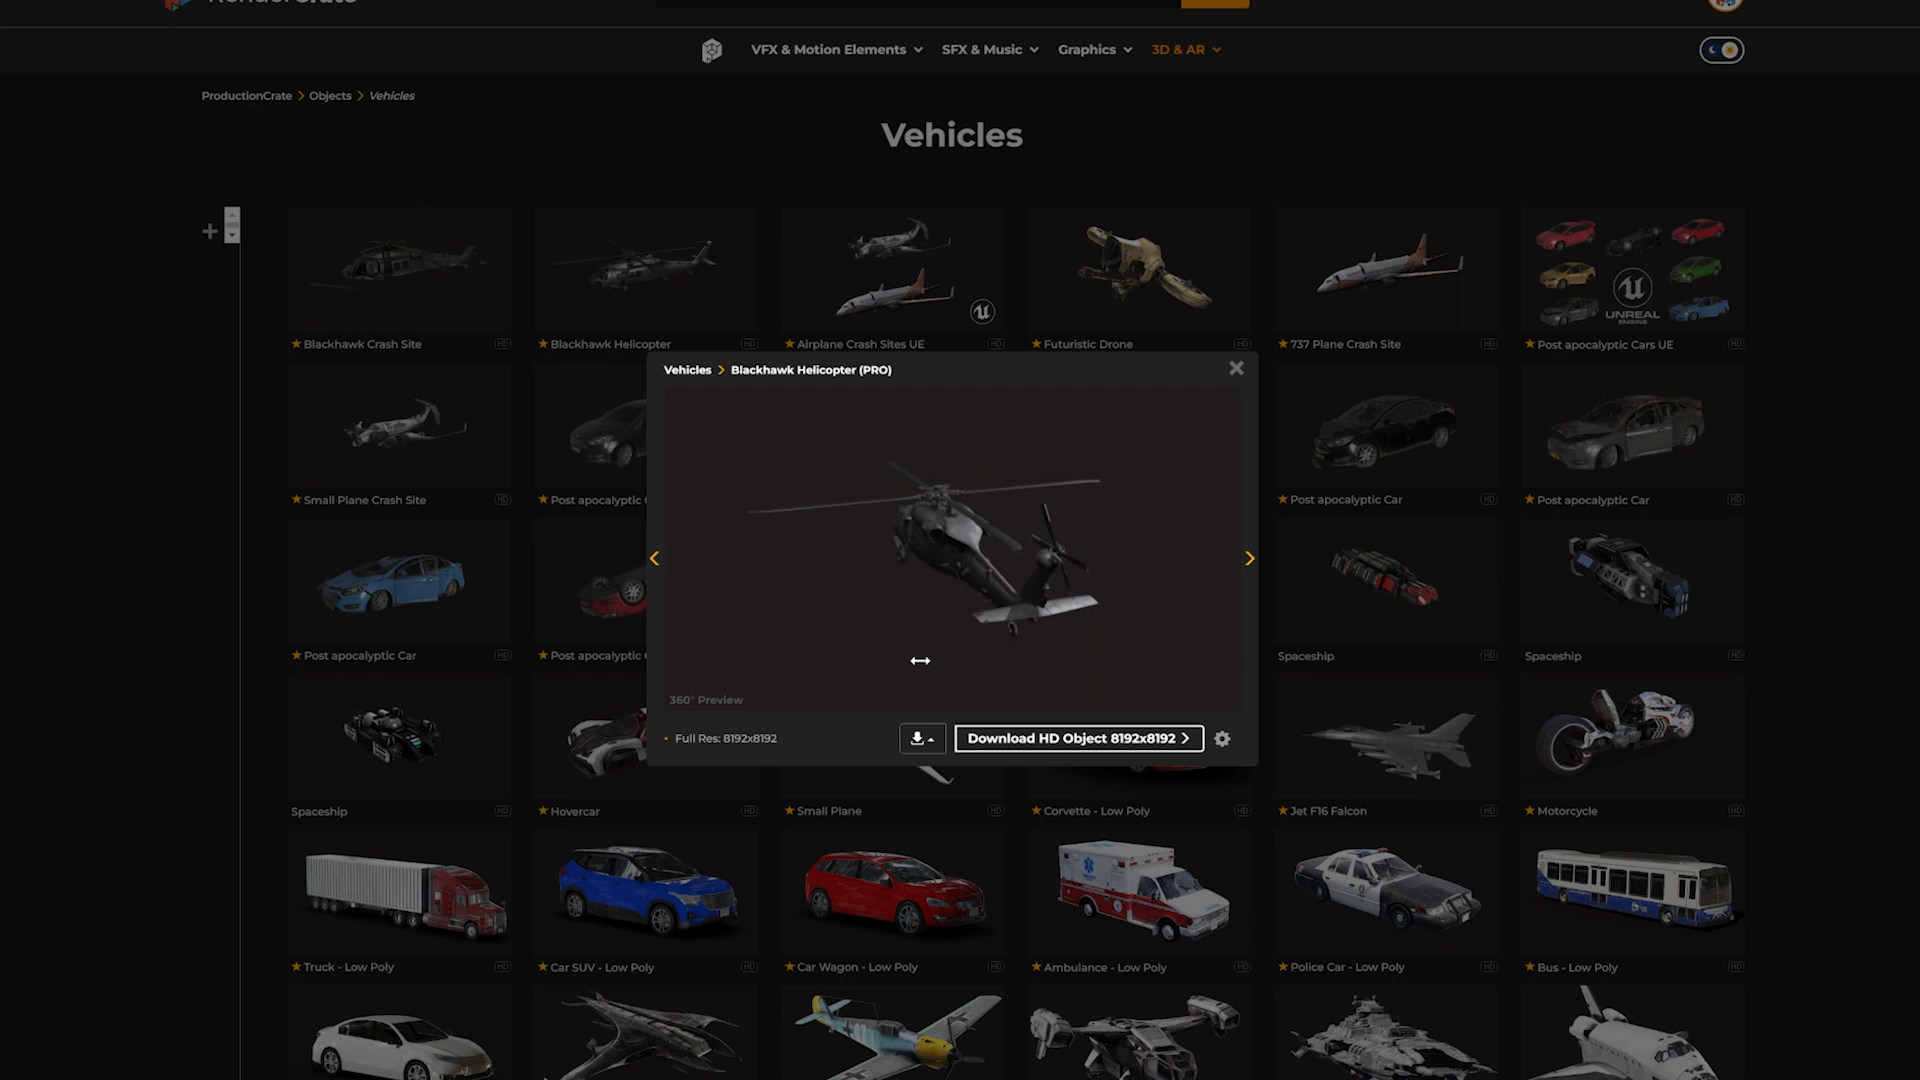 VFX & Motion Elements
SFX & Music
Graphics
3D & AR
ProductionCrate > Objects > Vehicles
Vehicles
UNREAL
ENGINE
Blackhawk Crash Site HD
Blackhawk Helicopter HD
Airplane Crash Sites UE HD
Futuristic Drone HD
737 Plane Crash Site HD
Post apocalyptic Cars UE HD
Vehicles > Blackhawk Helicopter (PRO)
Small Plane Crash Site HD
Post apocalyptic
Post apocalyptic Car HD
Post apocalyptic Car HD
Post apocalyptic Car HD
Post apocalyptic
Spaceship HD
Spaceship HD
360° Preview
Full Res: 8192x8192
Download HD Object 8192x8192 >
Spaceship HD
Hovercar HD
Small Plane HD
Corvette - Low Poly HD
Jet F16 Falcon HD
Motorcycle HD
Truck - Low Poly HD
Car SUV - Low Poly HD
Car Wagon - Low Poly HD
Ambulance - Low Poly HD
Police Car - Low Poly HD
Bus - Low Poly HD